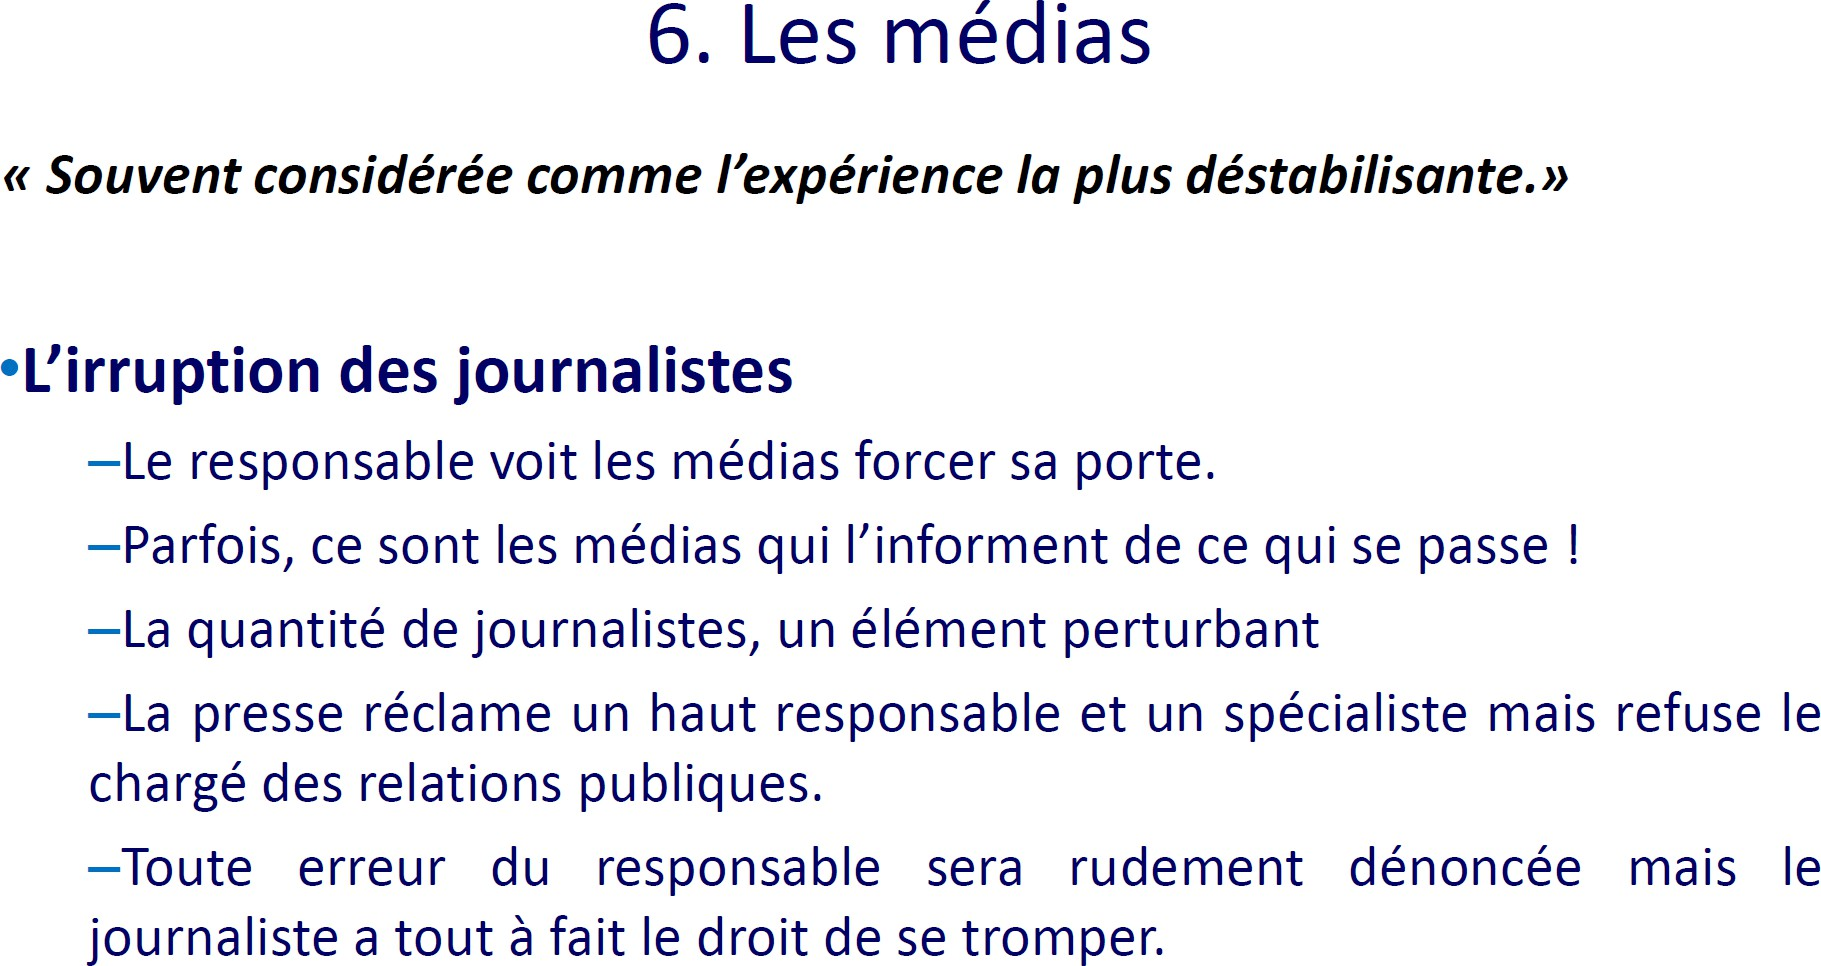 6. Les médias
« Souvent considérée comme l’expérience la plus déstabilisante.»
•L’irruption des journalistes
–Le responsable voit les médias forcer sa porte.
–Parfois, ce sont les médias qui l’informent de ce qui se passe !
–La quantité de journalistes, un élément perturbant
–La presse réclame un haut responsable et un spécialiste mais refuse le
chargé des relations publiques.
–Toute erreur du responsable sera rudement dénoncée mais le
journaliste a tout à fait le droit de se tromper.